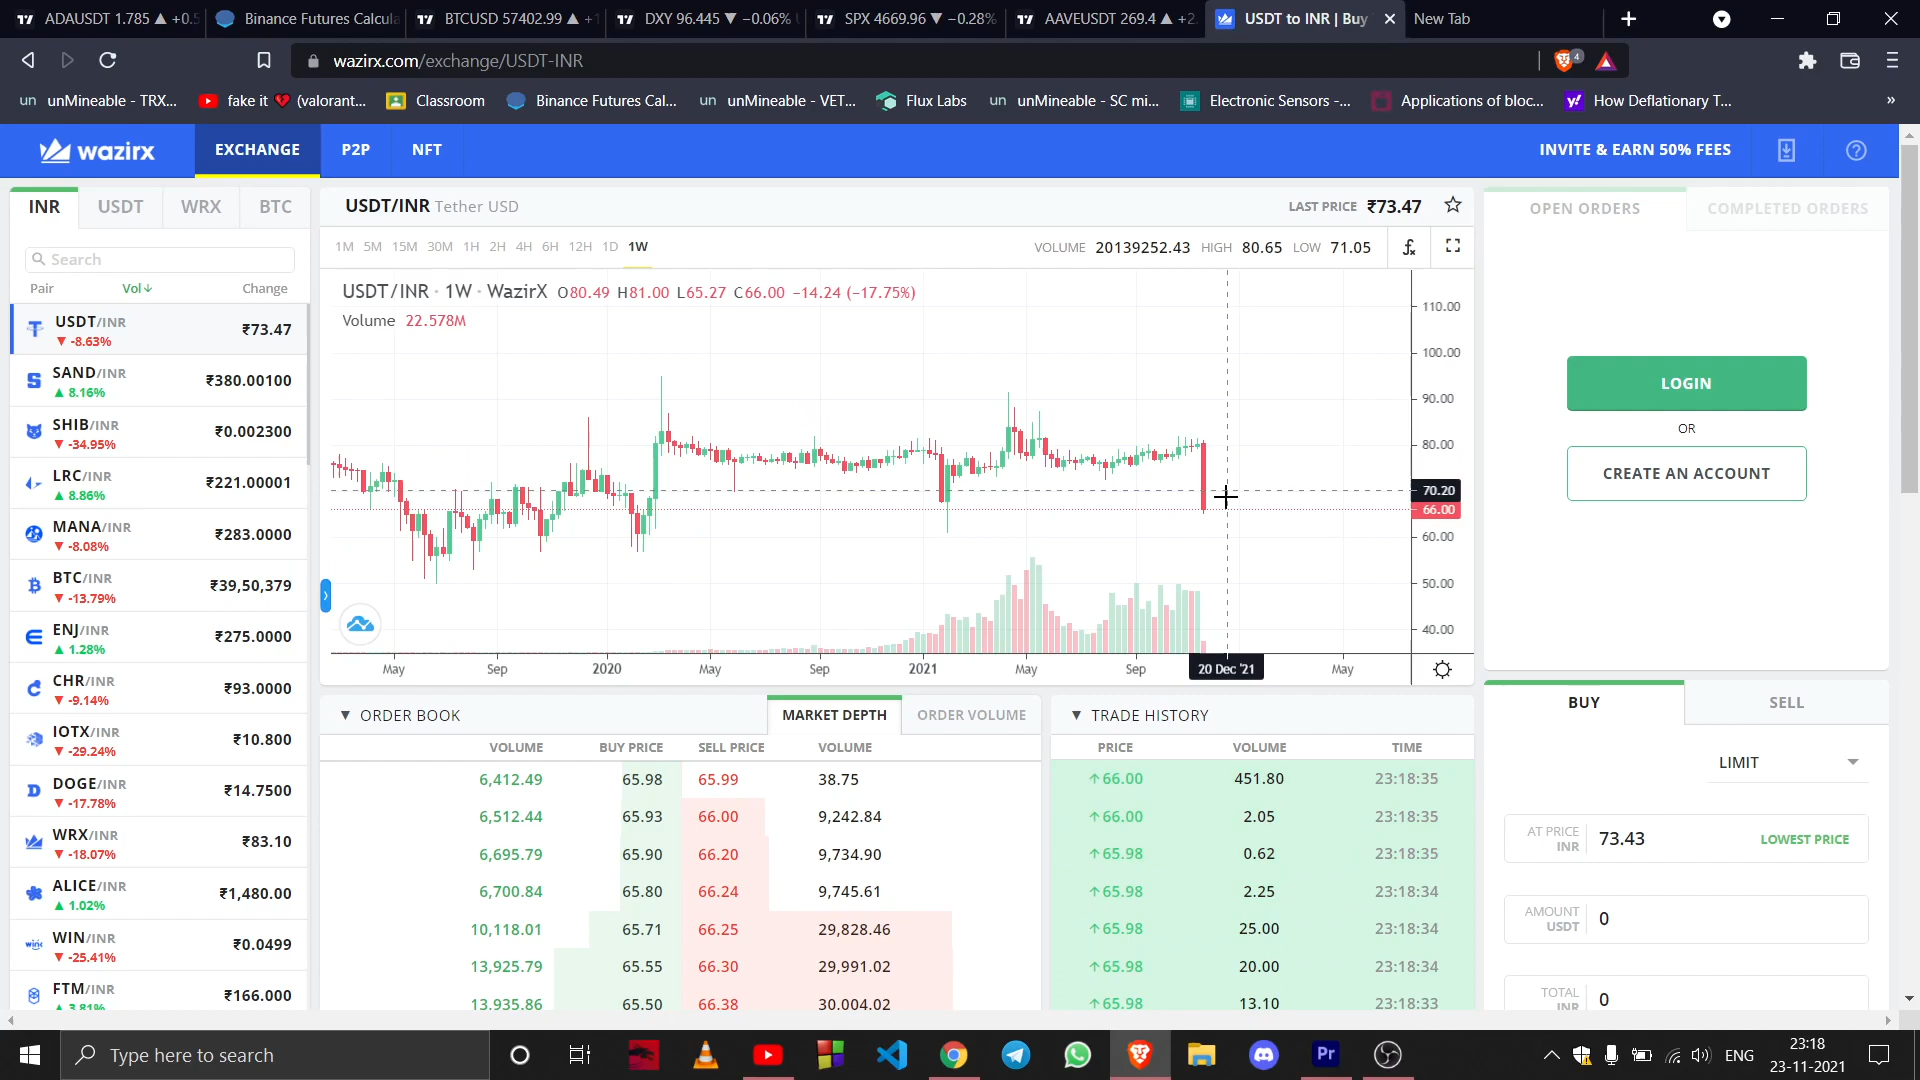 ADAUSDT 1.785 ▲ +0.5
Binance Futures Calcula
BTCUSD 57402.99 ▲ +1
DXY 96.445 ▼ −0.06%
SPX 4669.96 ▼ −0.28%
AAVEUSDT 269.4 ▲ +2.
USDT to INR | Buy
New Tab
wazirx.com/exchange/USDT-INR
4
unMineable - TRX...
fake it 💔 (valorant...
Classroom
Binance Futures Cal...
unMineable - VET...
Flux Labs
unMineable - SC mi...
Electronic Sensors -...
Applications of bloc...
How Deflationary T...
»
wazirx
EXCHANGE
P2P
NFT
INVITE & EARN 50% FEES
INR USDT WRX BTC
Search
Pair Vol↓ Change
USDT/INR ₹73.47
▼ -8.63%
SAND/INR ₹380.00100
▲ 8.16%
SHIB/INR ₹0.002300
▼ -34.95%
LRC/INR ₹221.00001
▲ 8.86%
MANA/INR ₹283.0000
▼ -8.08%
BTC/INR ₹39,50,379
▼ -13.79%
ENJ/INR ₹275.0000
▲ 1.28%
CHR/INR ₹93.0000
▼ -9.14%
IOTX/INR ₹10.800
▼ -29.24%
DOGE/INR ₹14.7500
▼ -17.78%
WRX/INR ₹83.10
▼ -18.07%
ALICE/INR ₹1,480.00
▲ 1.02%
WIN/INR ₹0.0499
▼ -25.41%
FTM/INR ₹166.000
▲ 3.81%
USDT/INR Tether USD
LAST PRICE ₹73.47
1M 5M 15M 30M 1H 2H 4H 6H 12H 1D 1W
VOLUME 20139252.43 HIGH 80.65 LOW 71.05
USDT/INR · 1W · WazirX O80.49 H81.00 L65.27 C66.00 −14.24 (−17.75%)
Volume 22.578M
110.00
100.00
90.00
80.00
70.20
66.00
60.00
50.00
40.00
May Sep 2020 May Sep 2021 May Sep 20 Dec '21 May
▼ ORDER BOOK
MARKET DEPTH
ORDER VOLUME
VOLUME BUY PRICE SELL PRICE VOLUME
6,412.49 65.98 65.99 38.75
6,512.44 65.93 66.00 9,242.84
6,695.79 65.90 66.20 9,734.90
6,700.84 65.80 66.24 9,745.61
10,118.01 65.71 66.25 29,828.46
13,925.79 65.55 66.30 29,991.02
13,935.86 65.50 66.38 30,004.02
▼ TRADE HISTORY
PRICE VOLUME TIME
↑66.00 451.80 23:18:35
↑66.00 2.05 23:18:35
↑65.98 0.62 23:18:35
↑65.98 2.25 23:18:34
↑65.98 25.00 23:18:34
↑65.98 20.00 23:18:34
↑65.98 13.10 23:18:33
OPEN ORDERS
COMPLETED ORDERS
LOGIN
OR
CREATE AN ACCOUNT
BUY
SELL
LIMIT
AT PRICE
INR
73.43
LOWEST PRICE
AMOUNT
USDT
0
TOTAL
INR
0
Type here to search
Pr
ENG
23:18
23-11-2021